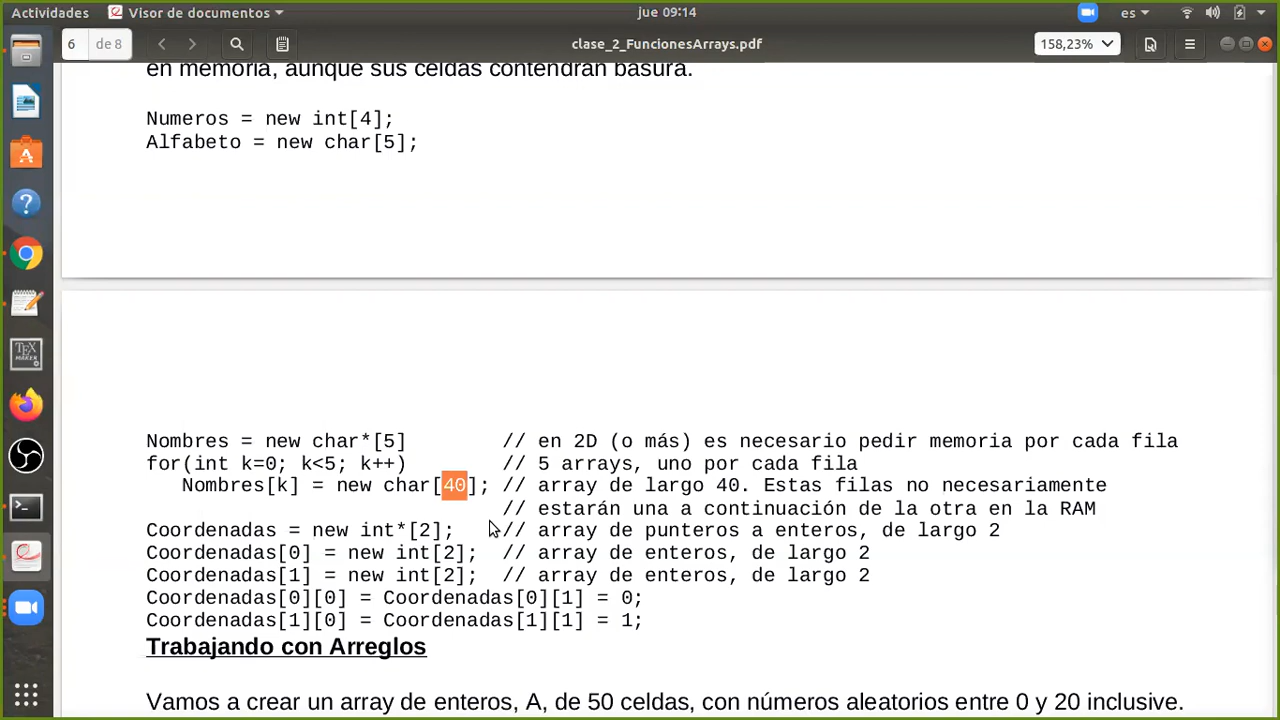 Actividades
Visor de documentos
jue 09:14
es
6
de 8
clase_2_FuncionesArrays.pdf
158,23%
en memoria, aunque sus celdas contendrán basura.
Numeros = new int[4];
Alfabeto = new char[5];
Nombres = new char*[5] // en 2D (o más) es necesario pedir memoria por cada fila
for(int k=0; k<5; k++) // 5 arrays, uno por cada fila
Nombres[k] = new char[40]; // array de largo 40. Estas filas no necesariamente
// estarán una a continuación de la otra en la RAM
Coordenadas = new int*[2]; // array de punteros a enteros, de largo 2
Coordenadas[0] = new int[2]; // array de enteros, de largo 2
Coordenadas[1] = new int[2]; // array de enteros, de largo 2
Coordenadas[0][0] = Coordenadas[0][1] = 0;
Coordenadas[1][0] = Coordenadas[1][1] = 1;
Trabajando con Arreglos
Vamos a crear un array de enteros, A, de 50 celdas, con números aleatorios entre 0 y 20 inclusive.